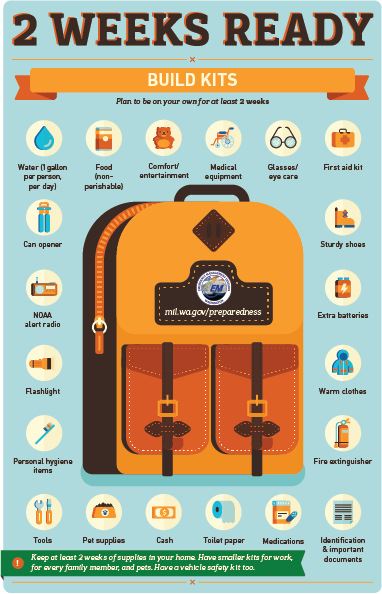 2 WEEKS READY
BUILD KITS
Plan to be on your own for at least 2 weeks
Water (1 gallon
per person,
per day)
Food
(non-
perishable)
Comfort/
entertainment
Medical
equipment
Glasses/
eye care
First aid kit
Can opener
Sturdy shoes
EM
mil.wa.gov/preparedness
NOAA
alert radio
Extra batteries
Flashlight
Warm clothes
Personal hygiene
items
Fire extinguisher
Tools
Pet supplies
Cash
Toilet paper
Medications
Identification
& important
documents
! Keep at least 2 weeks of supplies in your home. Have smaller kits for work,
for every family member, and pets. Have a vehicle safety kit too.